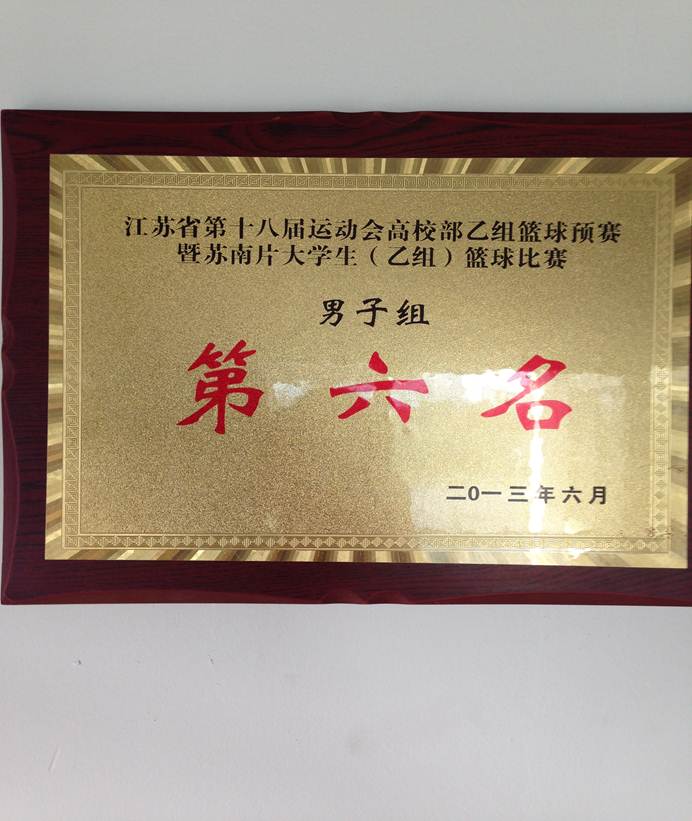 江苏省第十八届运动会高校部乙组篮球预赛
暨苏南片大学生（乙组）篮球比赛
男子组
第六名
二0一三年六月